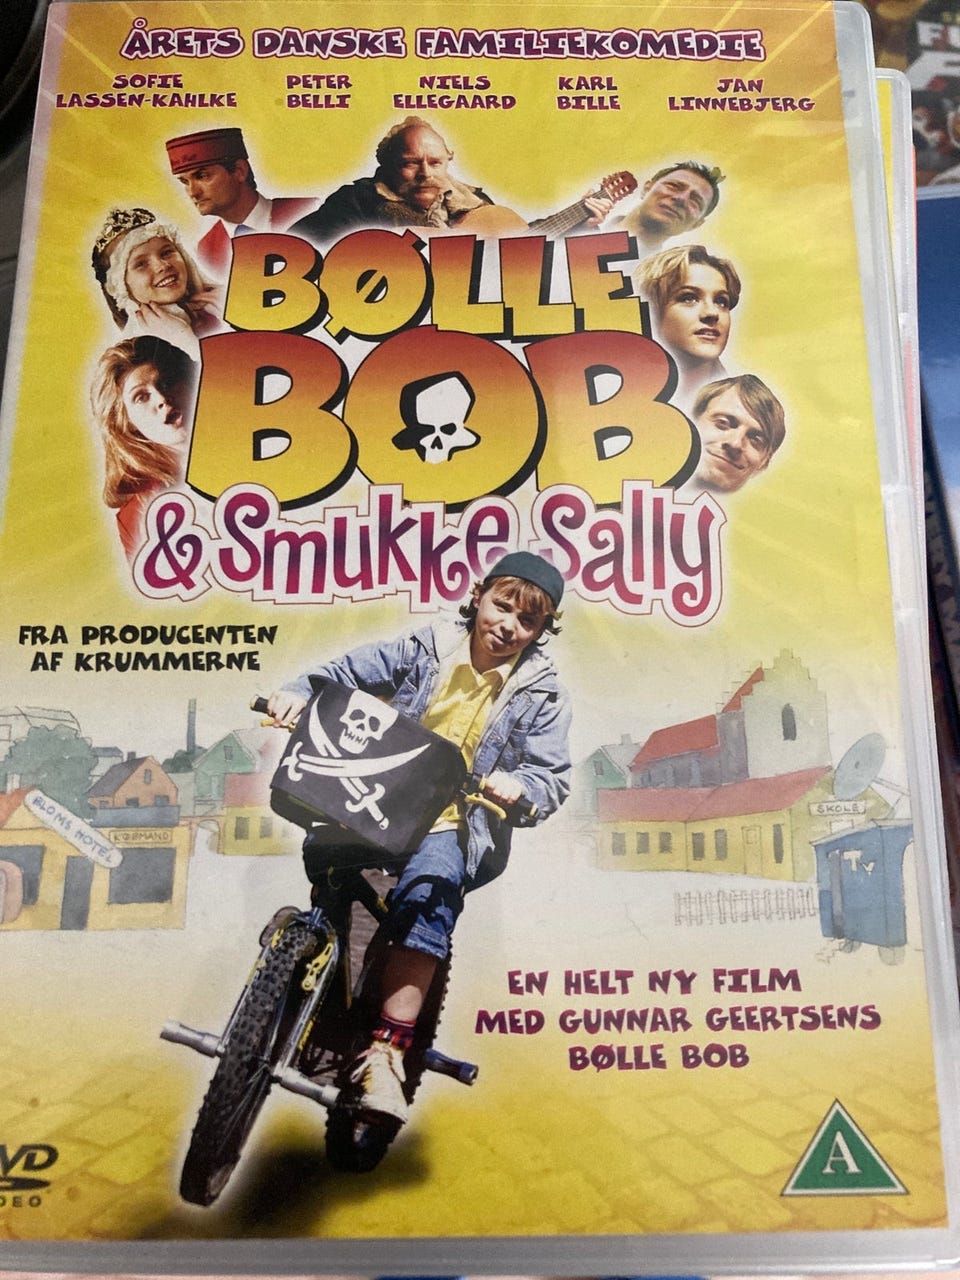 ÅRETS DANSKE FAMILIEKOMEDIE
SOFIE LASSEN-KAHLKE
PETER BELLI
NIELS ELLEGAARD
KARL BILLE
JAN LINNEBJERG
BØLLE
BOB
& Smukke Sally
FRA PRODUCENTEN
AF KRUMMERNE
BLOMS HOTEL
KØBMAND
SKOLE
TV
EN HELT NY FILM
MED GUNNAR GEERTSENS
BØLLE BOB
A